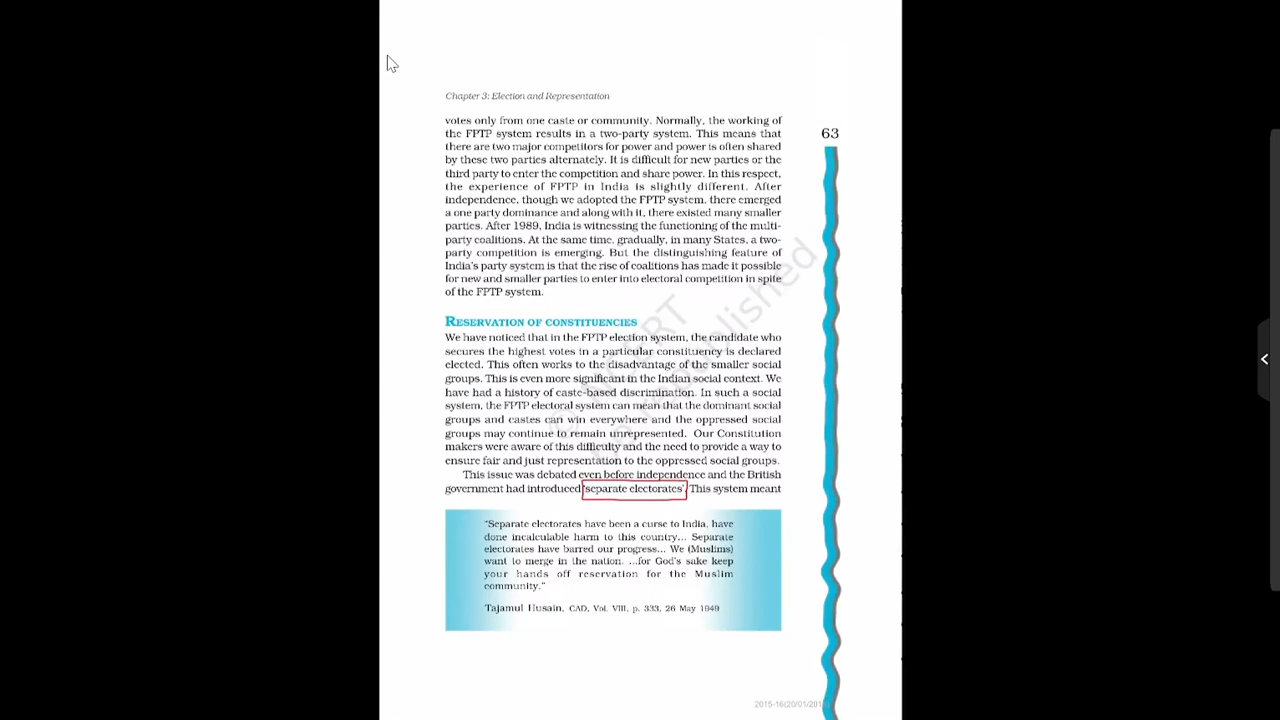 Chapter 3: Election and Representation
63
votes only from one caste or community. Normally, the working of
the FPTP system results in a two-party system. This means that
there are two major competitors for power and power is often shared
by these two parties alternately. It is difficult for new parties or the
third party to enter the competition and share power. In this respect,
the experience of FPTP in India is slightly different. After
independence, though we adopted the FPTP system, there emerged
a one party dominance and along with it, there existed many smaller
parties. After 1989, India is witnessing the functioning of the multi-
party coalitions. At the same time, gradually, in many States, a two-
party competition is emerging. But the distinguishing feature of
India's party system is that the rise of coalitions has made it possible
for new and smaller parties to enter into electoral competition in spite
of the FPTP system.
RESERVATION OF CONSTITUENCIES
We have noticed that in the FPTP election system, the candidate who
secures the highest votes in a particular constituency is declared
elected. This often works to the disadvantage of the smaller social
groups. This is even more significant in the Indian social context. We
have had a history of caste-based discrimination. In such a social
system, the FPTP electoral system can mean that the dominant social
groups and castes can win everywhere and the oppressed social
groups may continue to remain unrepresented. Our Constitution
makers were aware of this difficulty and the need to provide a way to
ensure fair and just representation to the oppressed social groups.
This issue was debated even before independence and the British
government had introduced 'separate electorates'. This system meant
"Separate electorates have been a curse to India, have
done incalculable harm to this country... Separate
electorates have barred our progress... We (Muslims)
want to merge in the nation. ...for God's sake keep
your hands off reservation for the Muslim
community."
Tajamul Husain, CAD, Vol. VIII, p. 333, 26 May 1949